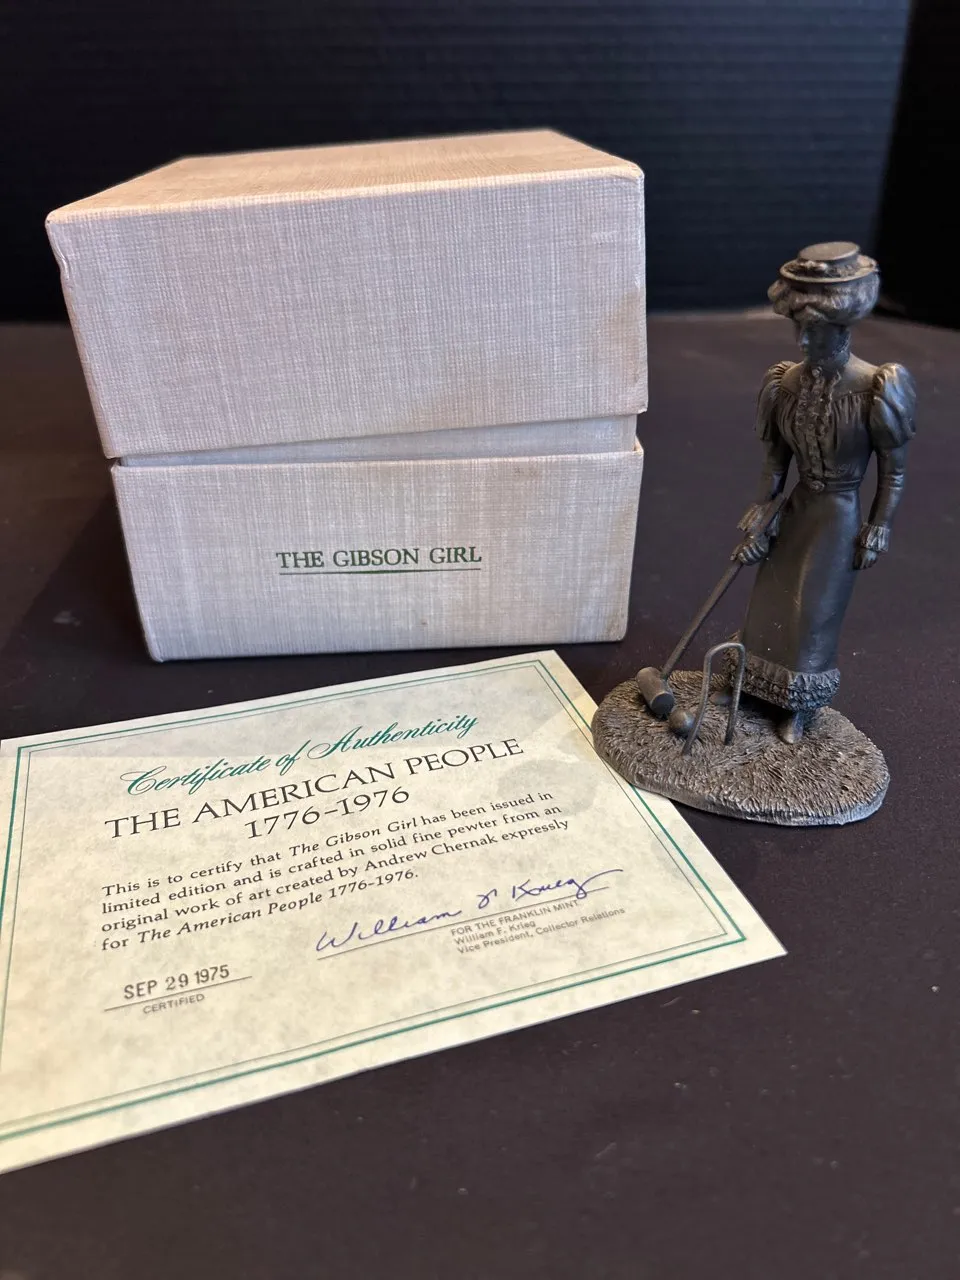 THE GIBSON GIRL
Certificate of Authenticity
THE AMERICAN PEOPLE
1776-1976
This is to certify that The Gibson Girl has been issued in
limited edition and is crafted in solid fine pewter from an
original work of art created by Andrew Chernak expressly
for The American People 1776-1976.
William F. Krieg
FOR THE FRANKLIN MINT
William F. Krieg
Vice President, Collector Relations
SEP 29 1975
CERTIFIED